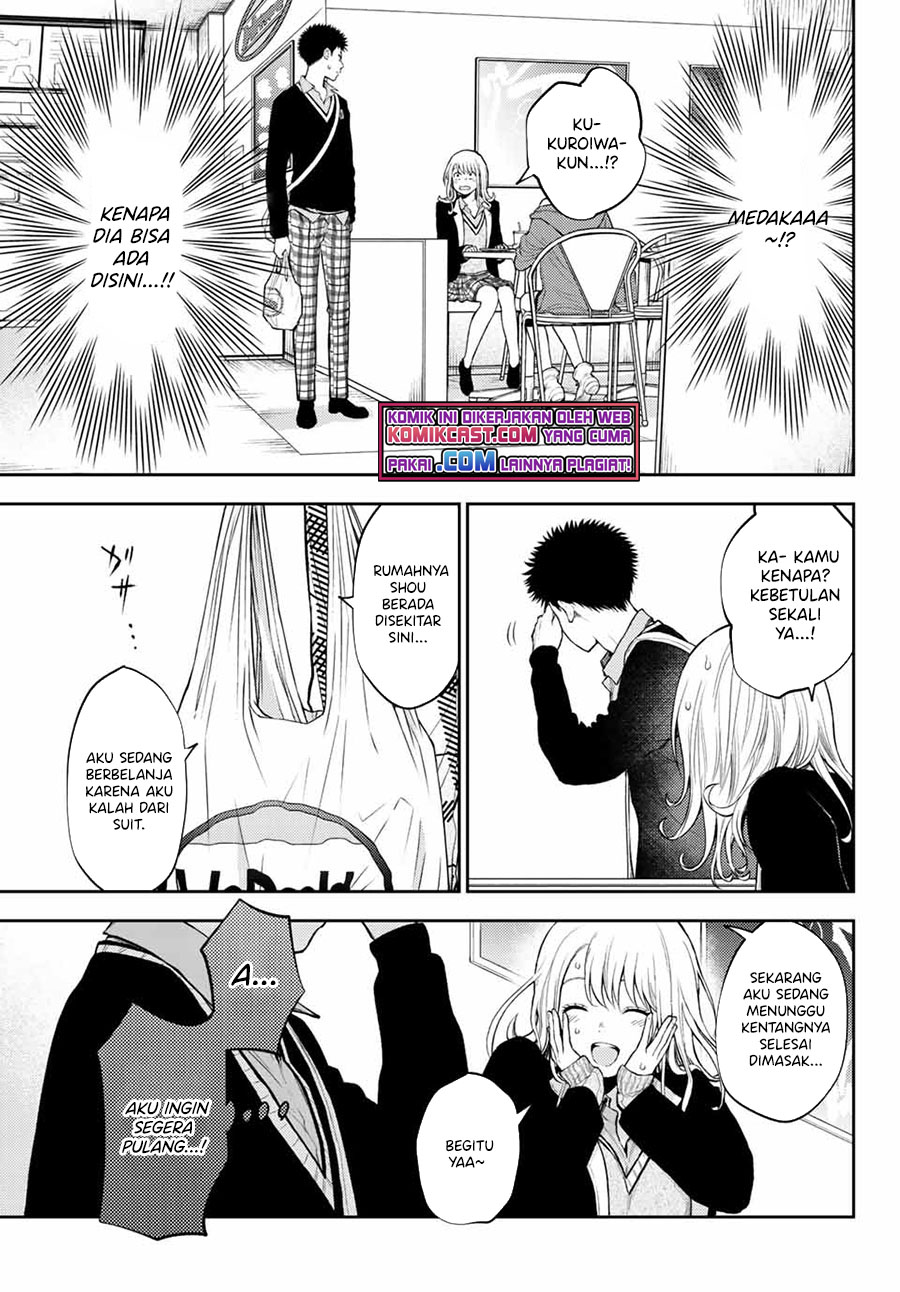 MEDAKAAA
~!?
KU-
KUROIWA-
KUN...!?
KENAPA
DIA BISA
ADA
DISINI...!!
KOMIK INI DIKERJAKAN OLEH WEB
KOMIKCAST.COM YANG CUMA
PAKAI .COM LAINNYA PLAGIAT!
KA- KAMU
KENAPA?
KEBETULAN
SEKALI
YA...!
RUMAHNYA
SHOU
BERADA
DISEKITAR
SINI...
ガサ
AKU SEDANG
BERBELANJA
KARENA AKU
KALAH DARI
SUIT.
SEKARANG
AKU SEDANG
MENUNGGU
KENTANGNYA
SELESAI
DIMASAK...
BEGITU
YAA~
A...
AKU INGIN
SEGERA
PULANG...!